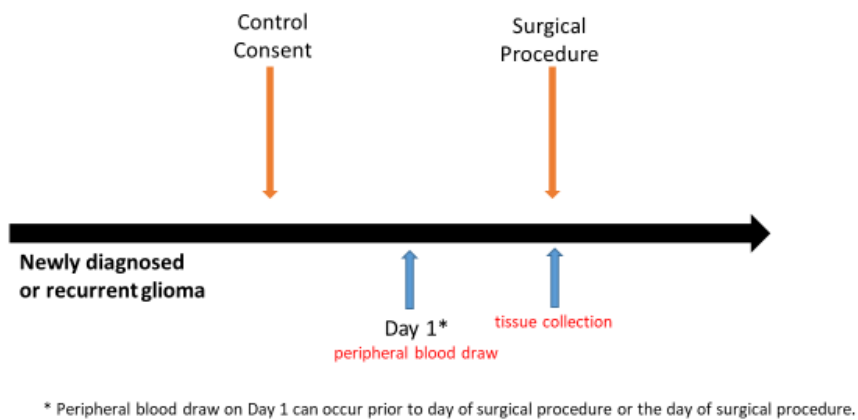 Control
Consent
Surgical
Procedure
Newly diagnosed
or recurrent glioma
Day 1*
peripheral blood draw
tissue collection
* Peripheral blood draw on Day 1 can occur prior to day of surgical procedure or the day of surgical procedure.